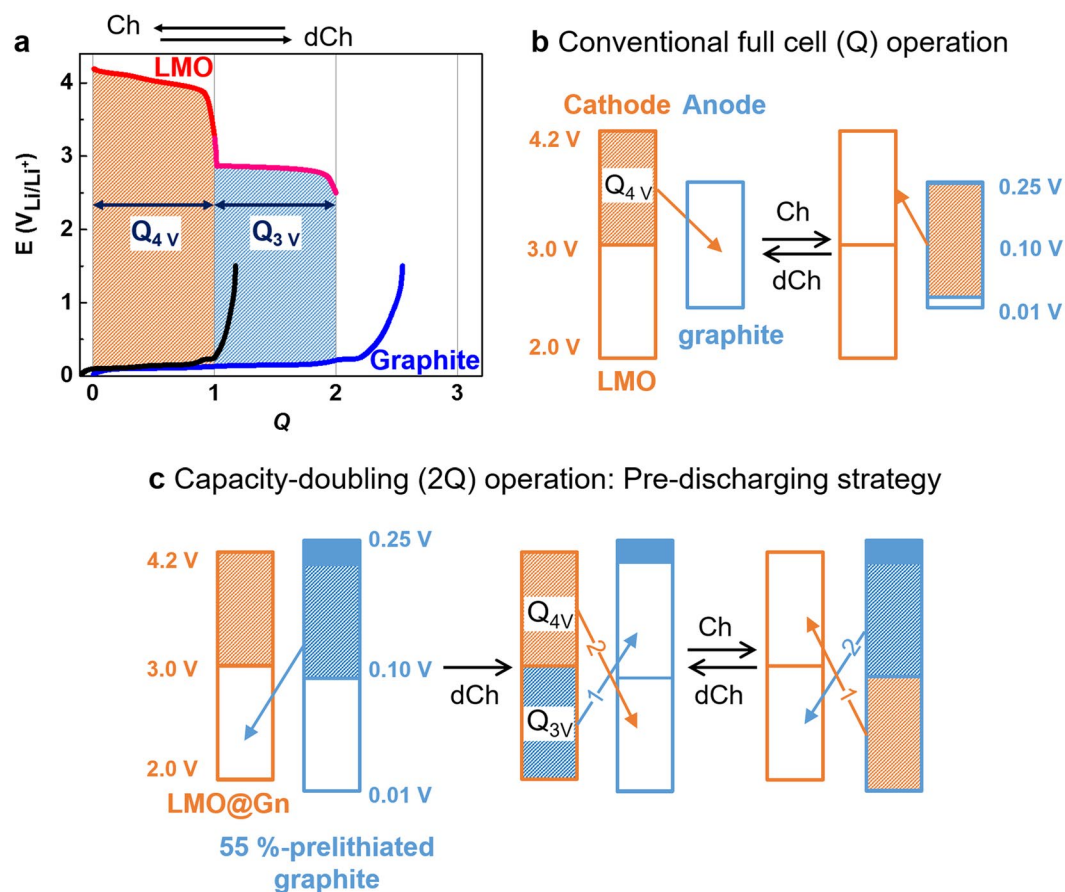 a
Ch
dCh
LMO
E (V Li/Li+)
4
3
2
1
0
Q4 V
Q3 V
Graphite
0 1 2 3
Q
b Conventional full cell (Q) operation
Cathode Anode
4.2 V
Q4 V
3.0 V
2.0 V
LMO
graphite
Ch
dCh
0.25 V
0.10 V
0.01 V
c Capacity-doubling (2Q) operation: Pre-discharging strategy
4.2 V
3.0 V
2.0 V
LMO@Gn
0.25 V
0.10 V
0.01 V
55 %-prelithiated
graphite
dCh
Q4V
Q3V
2
1
Ch
dCh
2
1